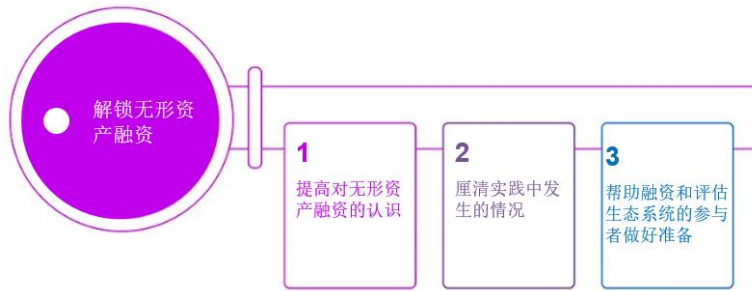 解锁无形资
产融资
1
提高对无形资
产融资的认识
2
厘清实践中发
生的情况
3
帮助融资和评估
生态系统的参与
者做好准备